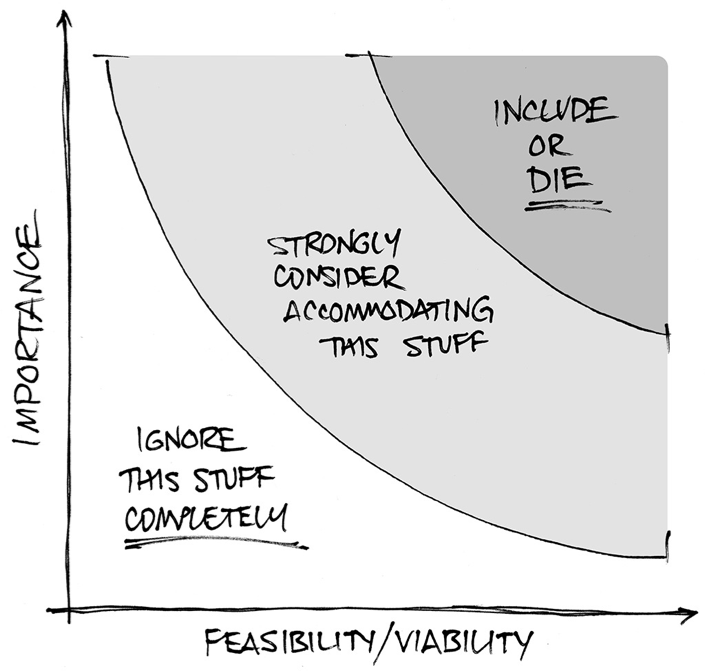 INCLUDE
OR
DIE
STRONGLY
CONSIDER
ACCOMMODATING
THIS STUFF
IMPORTANCE
IGNORE
THIS STUFF
COMPLETELY
FEASIBILITY/VIABILITY